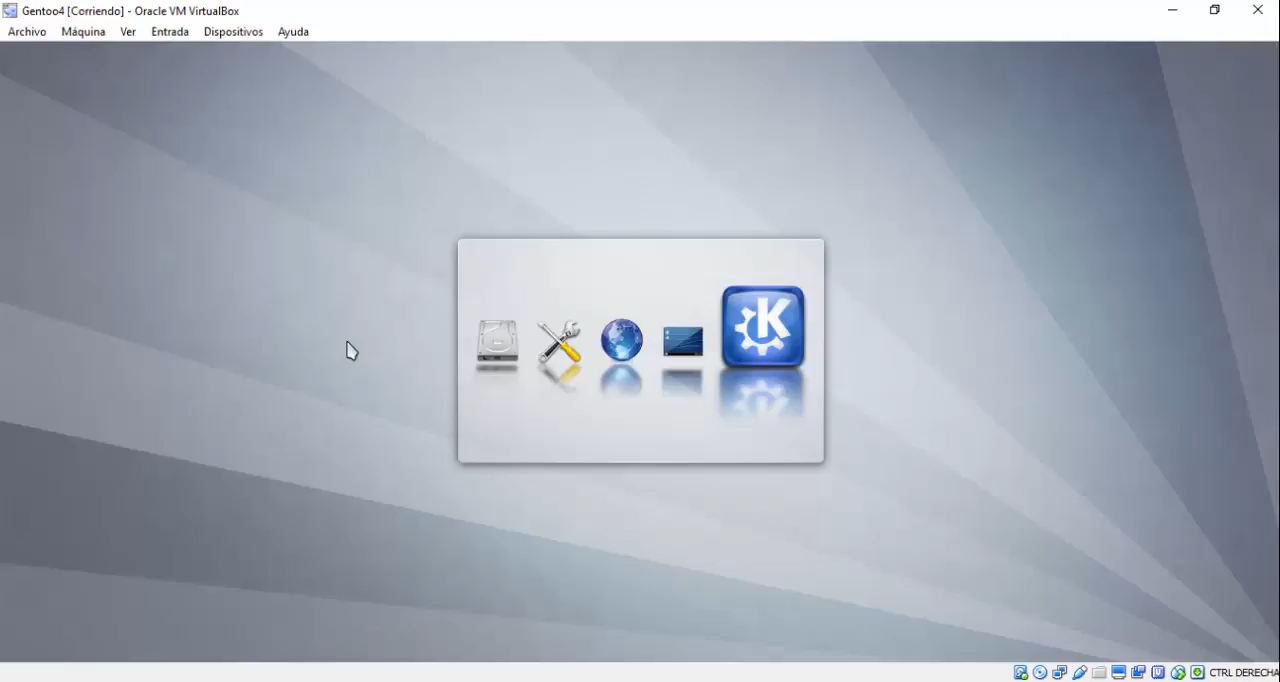 Gentoo4 [Corriendo] - Oracle VM VirtualBox
Archivo Máquina Ver Entrada Dispositivos Ayuda
K
CTRL DERECHA